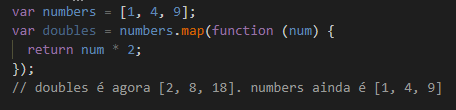 var numbers = [1, 4, 9];
var doubles = numbers.map(function (num) {
  return num * 2;
});
// doubles é agora [2, 8, 18]. numbers ainda é [1, 4, 9]